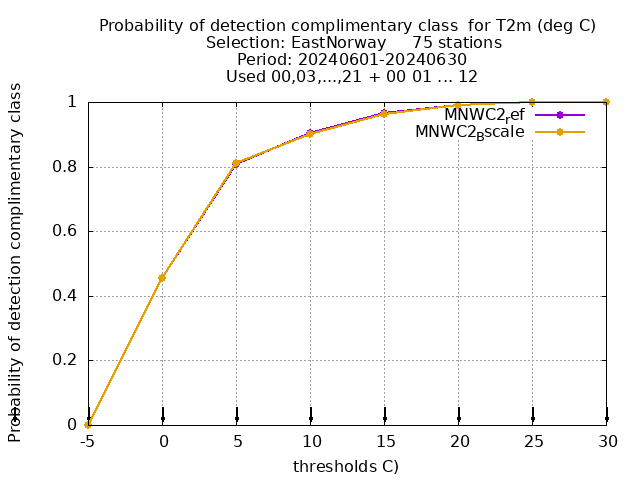 Probability of detection complimentary class  for T2m (deg C)
Selection: EastNorway     75 stations
Period: 20240601-20240630
Used 00,03,...,21 + 00 01 ... 12
Probability of detection complimentary class
1
0.8
0.6
0.4
0.2
0
MNWC2_ref
MNWC2_Bscale
-5 0 5 10 15 20 25 30
thresholds C)